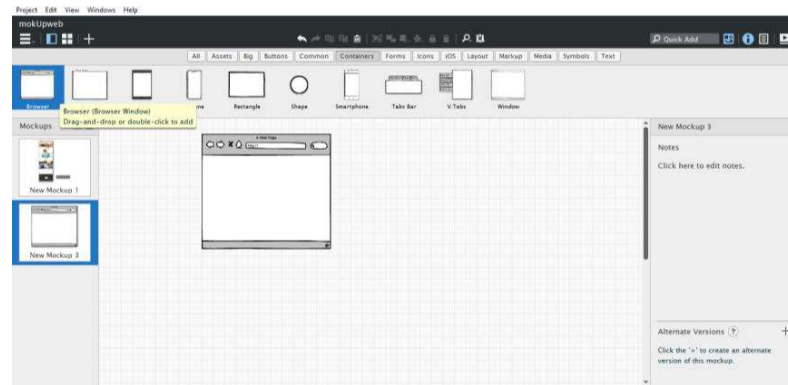 Project Edit View Windows Help
mokUpweb
Quick Add
All Assets Big Buttons Common Containers Forms Icons iOS Layout Markup Media Symbols Text
Browser Rectangle Shape Smartphone Tabs Bar V.Tabs Window
Browser (Browser Window)
Drag-and-drop or double-click to add
Mockups
New Mockup 3
A Web Page
http://
Notes
Click here to edit notes.
New Mockup 1
New Mockup 3
Alternate Versions ?
Click the '+' to create an alternate
version of this mockup.